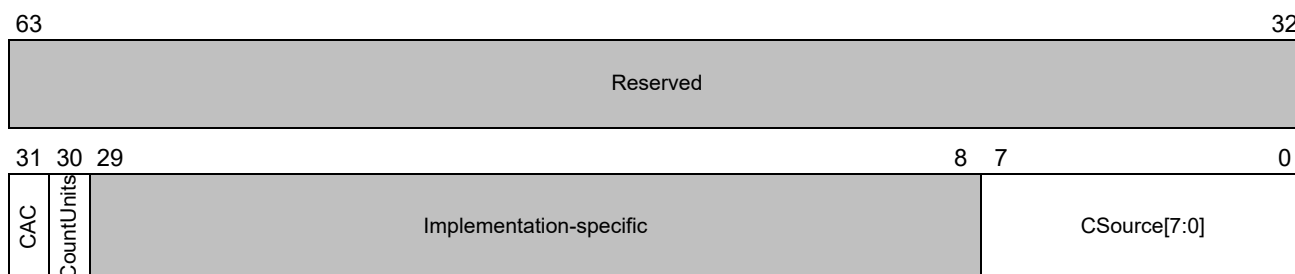 63 32
Reserved
31 30 29 8 7 0
CAC CountUnits Implementation-specific CSource[7:0]